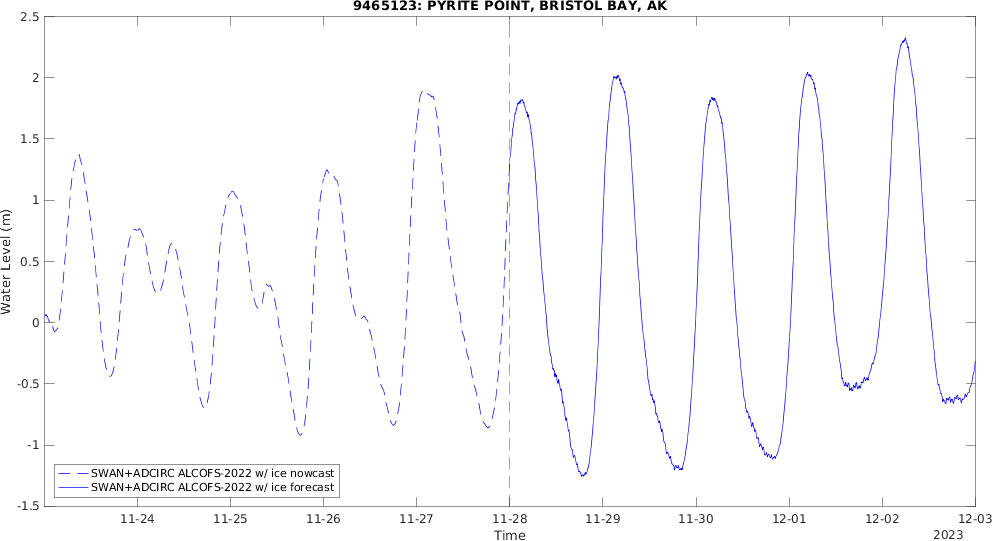 9465123: PYRITE POINT, BRISTOL BAY, AK
2.5
2
1.5
1
0.5
0
-0.5
-1
-1.5
Water Level (m)
SWAN+ADCIRC ALCOFS-2022 w/ ice nowcast
SWAN+ADCIRC ALCOFS-2022 w/ ice forecast
11-24 11-25 11-26 11-27 11-28 11-29 11-30 12-01 12-02 12-03
Time
2023